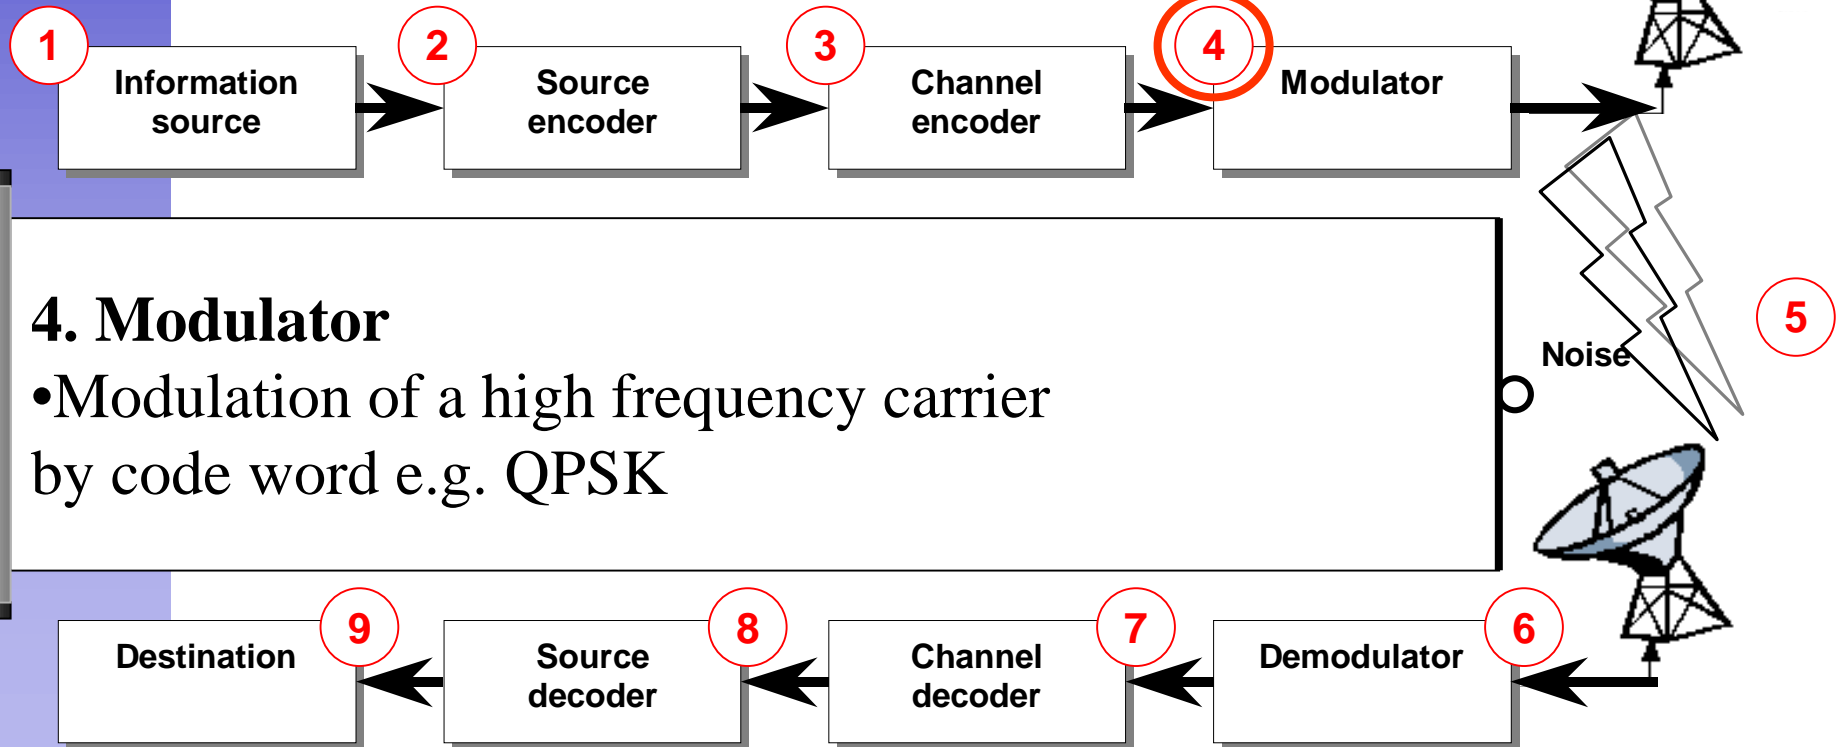 1
Information
source
2
Source
encoder
3
Channel
encoder
4
Modulator
4. Modulator
•Modulation of a high frequency carrier
by code word e.g. QPSK
Noise
5
Destination
9
Source
decoder
8
Channel
decoder
7
Demodulator
6